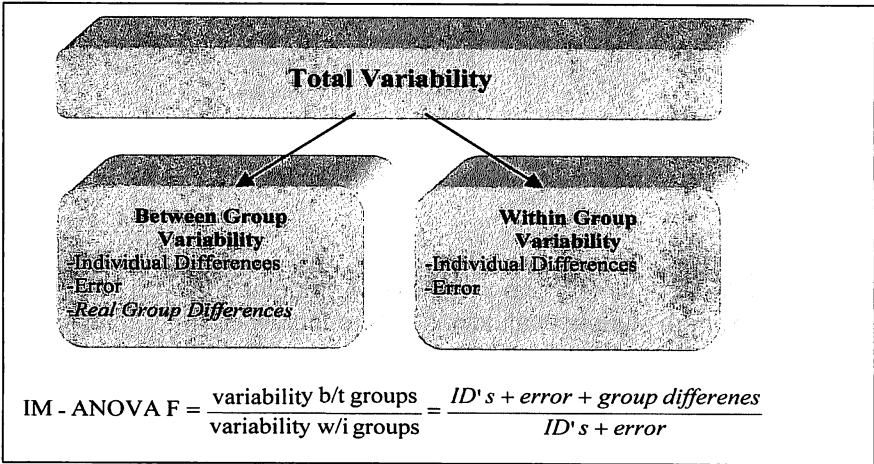 Total Variability
Between Group
Variability
-Individual Differences
-Error
-Real Group Differences
Within Group
Variability
-Individual Differences
-Error
IM - ANOVA F = variability b/t groups / variability w/i groups = ID's + error + group differenes / ID's + error